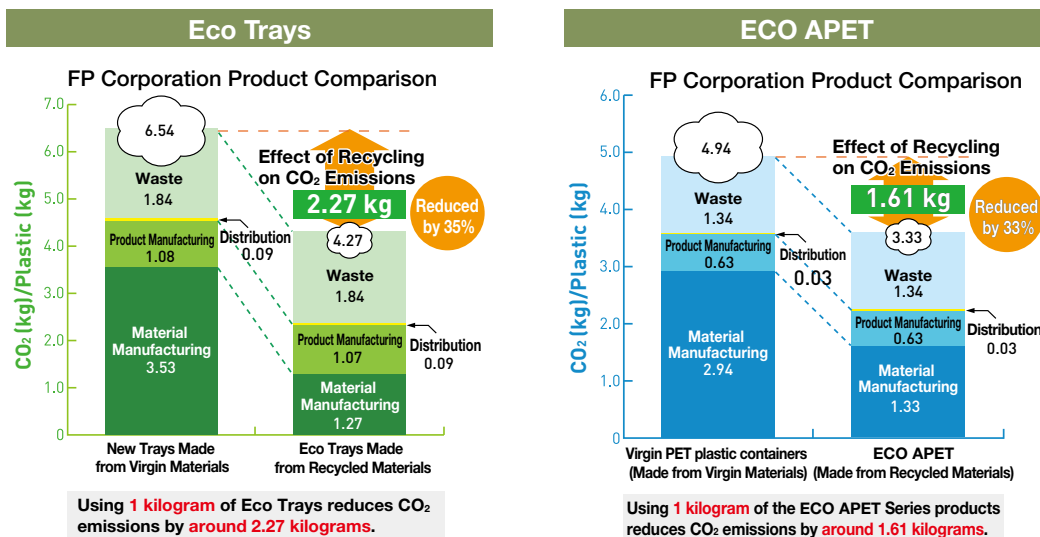 Eco Trays
FP Corporation Product Comparison
CO₂ (kg)/Plastic (kg)
7.0
6.0
5.0
4.0
3.0
2.0
1.0
0
6.54
Waste
1.84
Distribution
0.09
Product Manufacturing
1.08
Material
Manufacturing
3.53
New Trays Made
from Virgin Materials
Effect of Recycling
on CO₂ Emissions
2.27 kg
Reduced
by 35%
4.27
Waste
1.84
Distribution
0.09
Product Manufacturing
1.07
Material
Manufacturing
1.27
Eco Trays Made
from Recycled Materials
Using 1 kilogram of Eco Trays reduces CO₂
emissions by around 2.27 kilograms.
ECO APET
FP Corporation Product Comparison
CO₂ (kg)/Plastic (kg)
6.0
5.0
4.0
3.0
2.0
1.0
0
4.94
Waste
1.34
Distribution
0.03
Product Manufacturing
0.63
Material
Manufacturing
2.94
Virgin PET plastic containers
(Made from Virgin Materials)
Effect of Recycling
on CO₂ Emissions
1.61 kg
Reduced
by 33%
3.33
Waste
1.34
Distribution
0.03
Product Manufacturing
0.63
Material
Manufacturing
1.33
ECO APET
(Made from Recycled Materials)
Using 1 kilogram of the ECO APET Series products
reduces CO₂ emissions by around 1.61 kilograms.